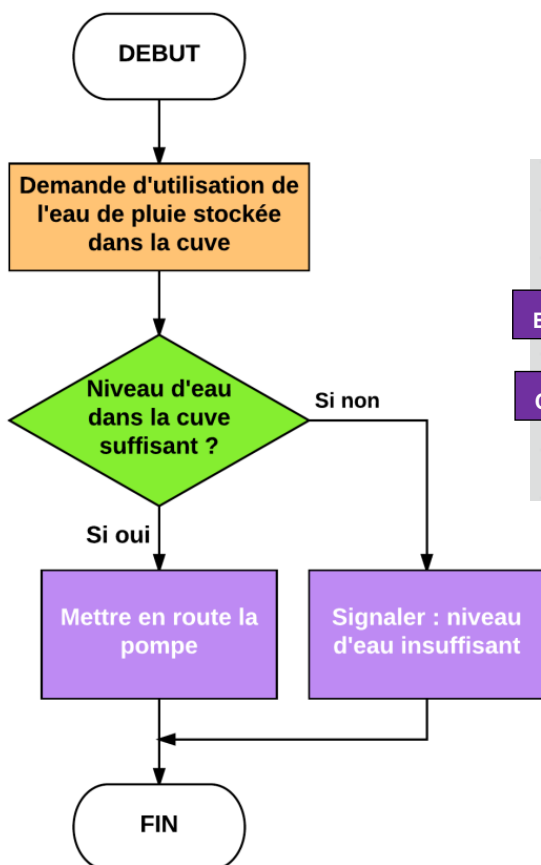 DEBUT
Demande d'utilisation de
l'eau de pluie stockée
dans la cuve
Niveau d'eau
dans la cuve
suffisant ?
Si non
Si oui
Mettre en route la
pompe
Signaler : niveau
d'eau insuffisant
FIN